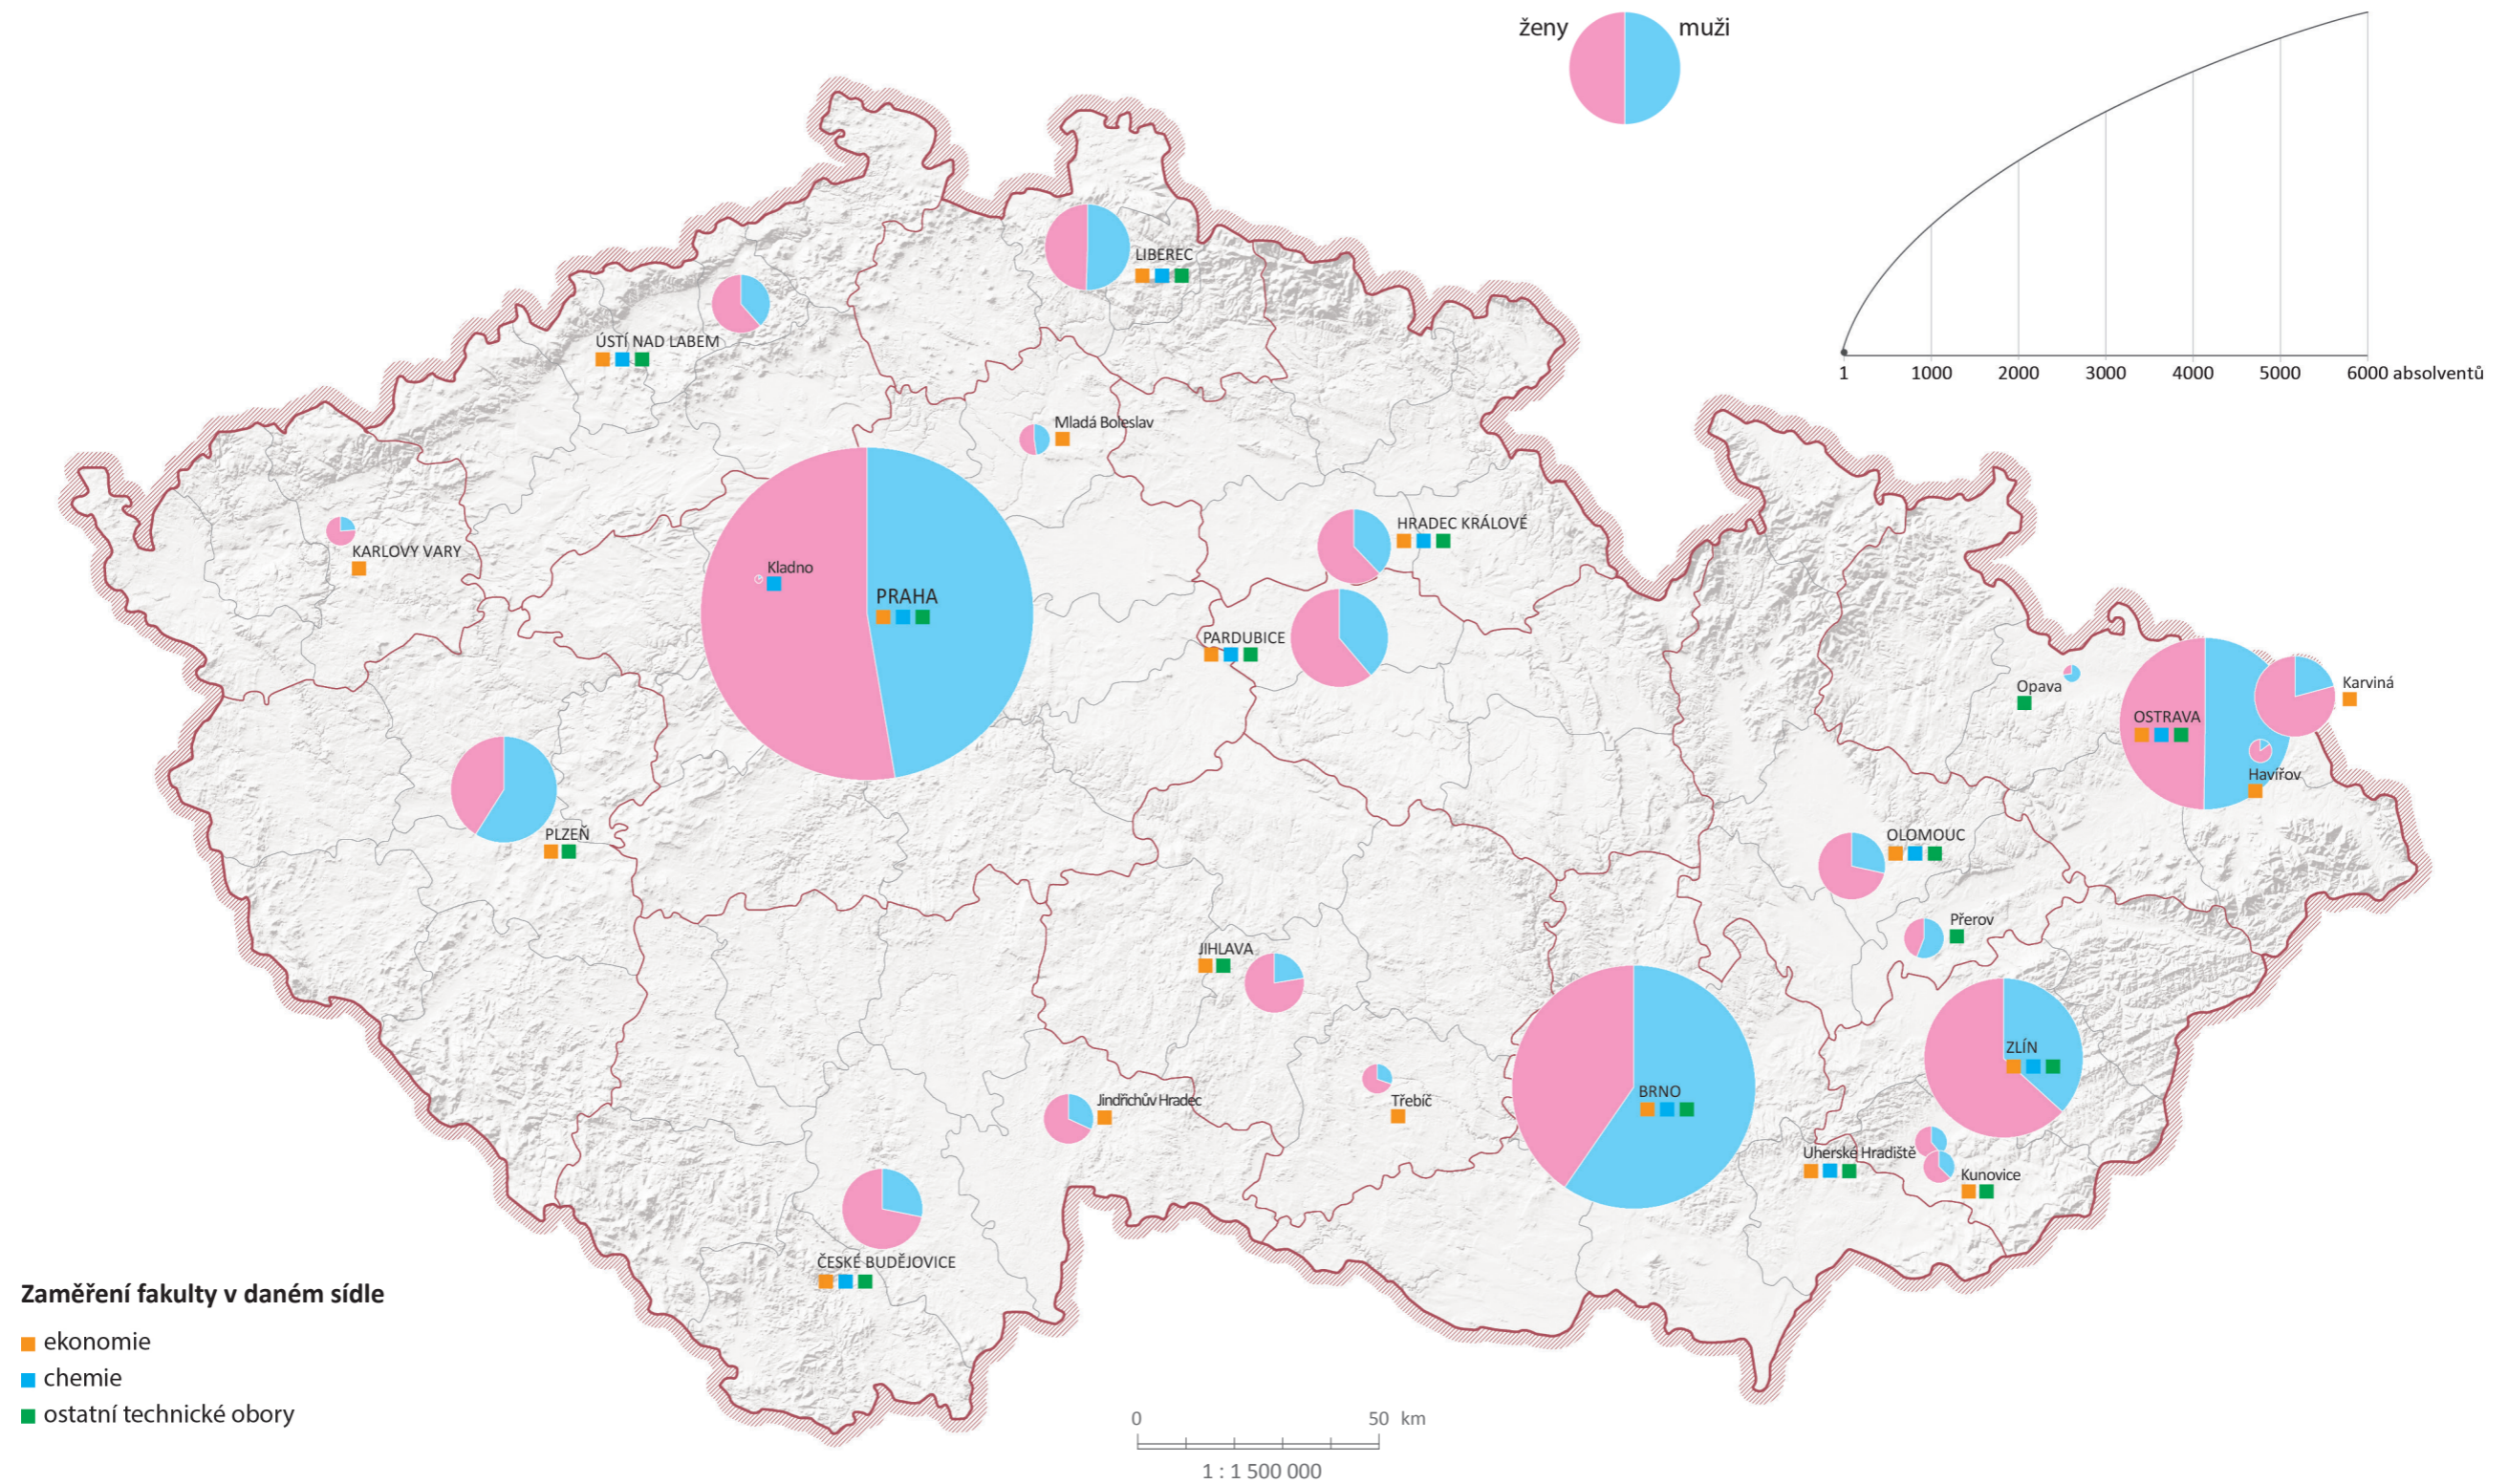 ženy muži
1 1000 2000 3000 4000 5000 6000 absolventů
LIBEREC
ÚSTÍ NAD LABEM
Mladá Boleslav
KARLOVY VARY
HRADEC KRÁLOVÉ
Kladno
PRAHA
PARDUBICE
Opava
Karviná
OSTRAVA
Havířov
PLZEŇ
OLOMOUC
Přerov
JIHLAVA
ZLÍN
BRNO
Jindřichův Hradec
Třebíč
Uherské Hradiště
Kunovice
ČESKÉ BUDĚJOVICE
Zaměření fakulty v daném sídle
ekonomie
chemie
ostatní technické obory
0 50 km
1 : 1 500 000